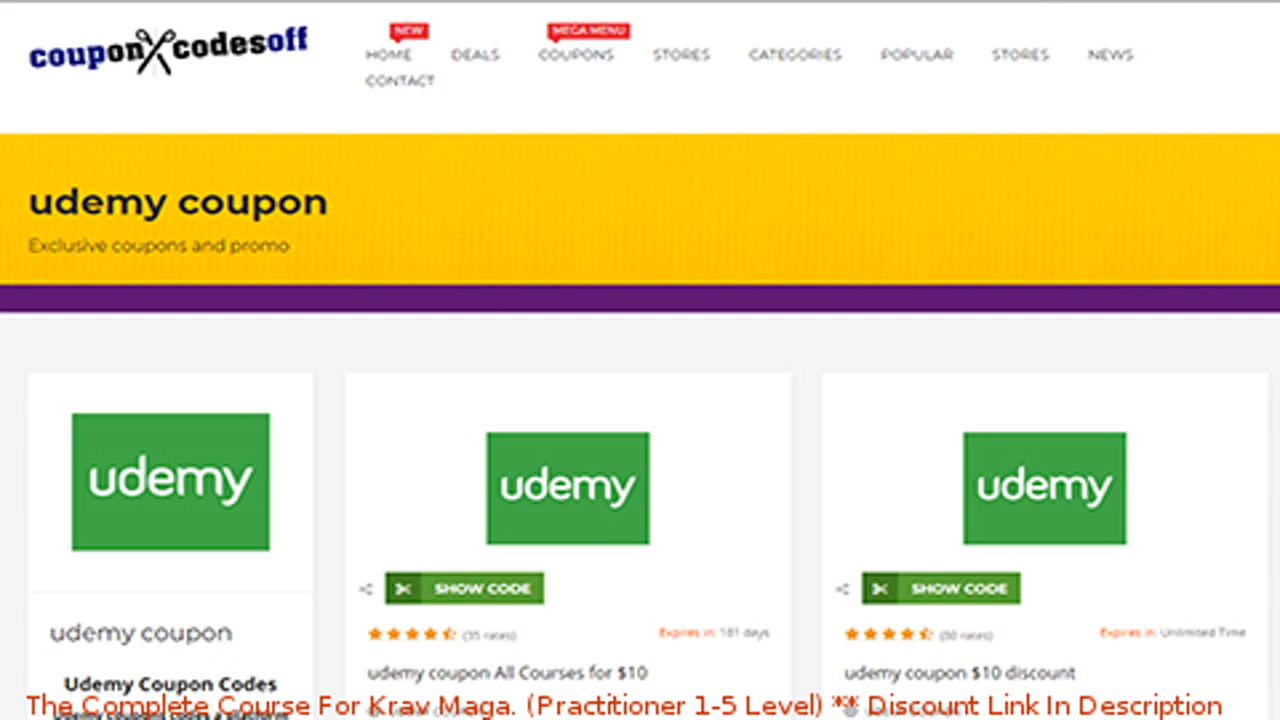 couponcodesoff
NEW
MEGA MENU
HOME DEALS COUPONS STORES CATEGORIES POPULAR STORES NEWS
CONTACT
udemy coupon
Exclusive coupons and promo
udemy
udemy coupon
Udemy Coupon Codes
udemy
SHOW CODE
(35 rates) Expires in: 181 days
udemy coupon All Courses for $10
udemy
SHOW CODE
(80 rates) Expires in: Unlimited Time
udemy coupon $10 discount
The Complete Course For Krav Maga. (Practitioner 1-5 Level) ** Discount Link In Description